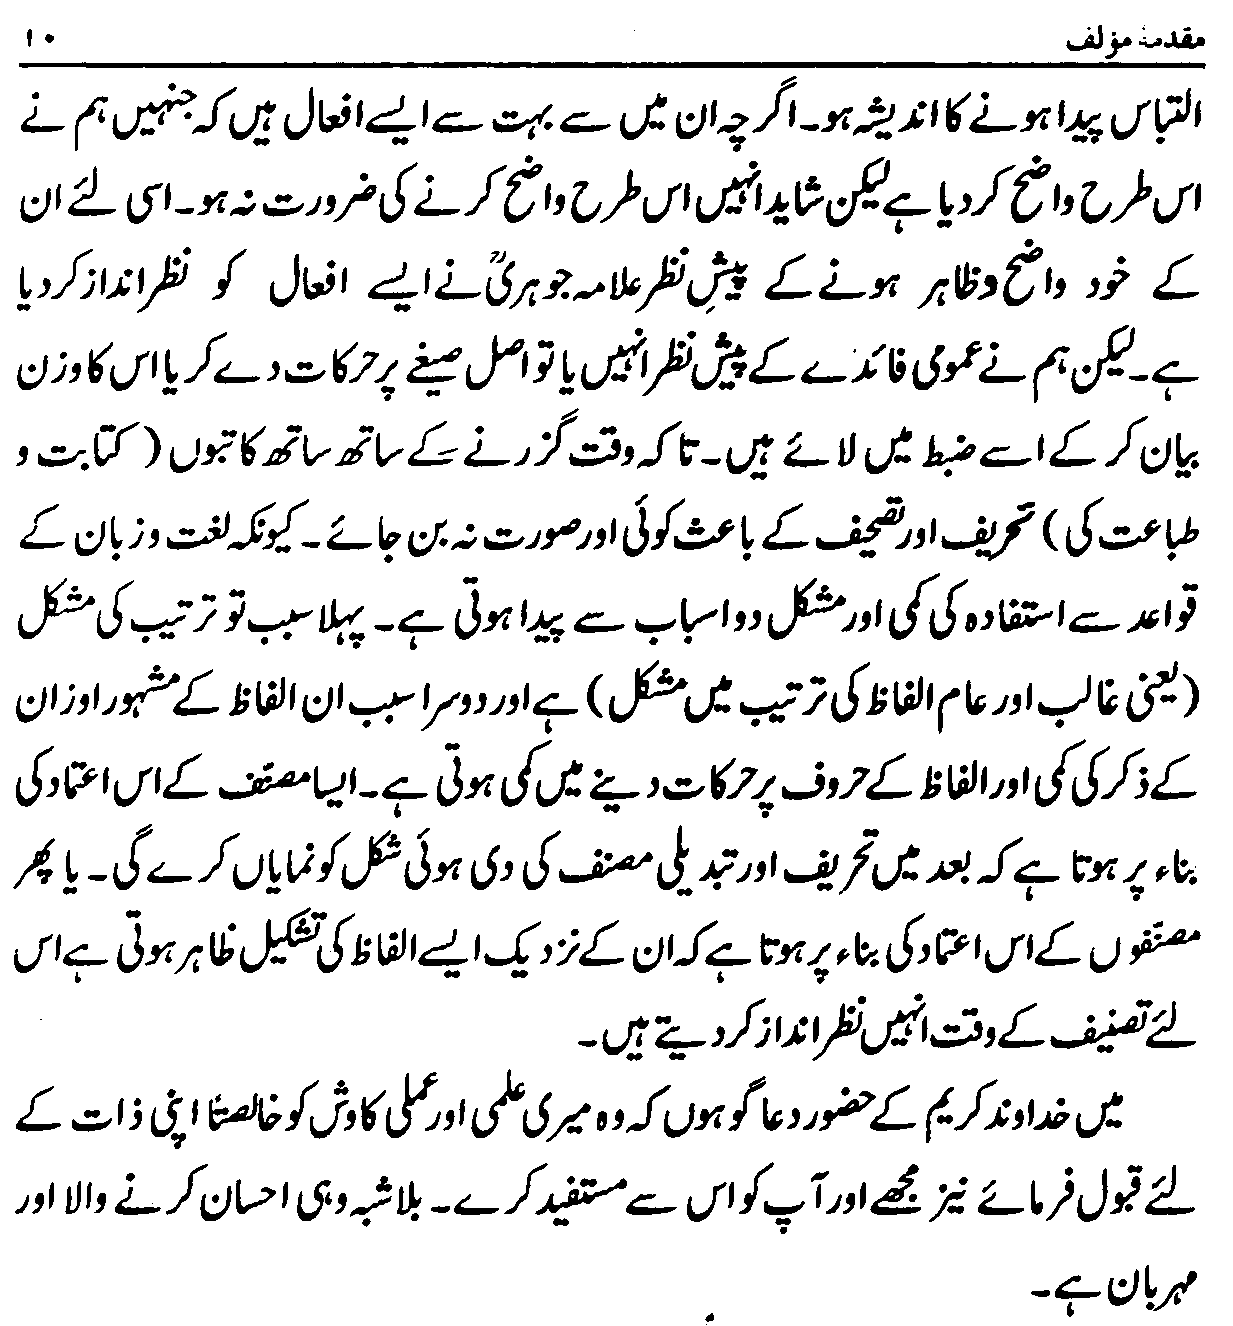 مقدمۂ مؤلف ۱۰
التباس پیدا ہونے کا اندیشہ ہو۔ اگرچہ ان میں سے بہت سے ایسے افعال ہیں کہ جنہیں ہم نے
اس طرح واضح کر دیا ہے لیکن شاید انہیں اس طرح واضح کرنے کی ضرورت نہ ہو۔ اسی لئے ان
کے خود واضح و ظاہر ہونے کے پیشِ نظر علامہ جوہریؒ نے ایسے افعال کو نظر انداز کر دیا
ہے۔ لیکن ہم نے عمومی فائدے کے پیش نظر انہیں یا تو اصل صیغے پر حرکات دے کر یا اس کا وزن
بیان کر کے اسے ضبط میں لائے ہیں۔ تاکہ وقت گزرنے کے ساتھ ساتھ کاتبوں (کتابت و
طباعت کی) تحریف اور تصحیف کے باعث کوئی اور صورت نہ بن جائے۔ کیونکہ لغت و زبان کے
قواعد سے استفادہ کی کمی اور مشکل دو اسباب سے پیدا ہوتی ہے۔ پہلا سبب تو ترتیب کی مشکل
(یعنی غالب اور عام الفاظ کی ترتیب میں مشکل) ہے اور دوسرا سبب ان الفاظ کے مشہور اوزان
کے ذکر کی کمی اور الفاظ کے حروف پر حرکات دینے میں کمی ہوتی ہے۔ ایسا مصنّف کے اس اعتماد کی
بناء پر ہوتا ہے کہ بعد میں تحریف اور تبدیلی مصنف کی دی ہوئی شکل کو نمایاں کرے گی۔ یا پھر
مصنّفوں کے اس اعتماد کی بناء پر ہوتا ہے کہ ان کے نزدیک ایسے الفاظ کی تشکیل ظاہر ہوتی ہے اس
لئے تصنیف کے وقت انہیں نظر انداز کر دیتے ہیں۔
میں خداوند کریم کے حضور دعا گو ہوں کہ وہ میری علمی اور عملی کاوش کو خالصتاً اپنی ذات کے
لئے قبول فرمائے نیز مجھے اور آپ کو اس سے مستفید کرے۔ بلاشبہ وہی احسان کرنے والا اور
مہربان ہے۔